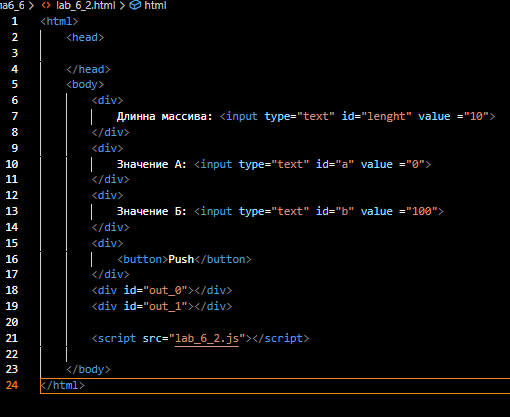 ла6_6 > lab_6_2.html > html
1 <html>
2 <head>
3
4 </head>
5 <body>
6 <div>
7 Длинна массива: <input type="text" id="lenght" value ="10">
8 </div>
9 <div>
10 Значение А: <input type="text" id="a" value ="0">
11 </div>
12 <div>
13 Значение Б: <input type="text" id="b" value ="100">
14 </div>
15 <div>
16 <button>Push</button>
17 </div>
18 <div id="out_0"></div>
19 <div id="out_1"></div>
20
21 <script src="lab_6_2.js"></script>
22
23 </body>
24 </html>